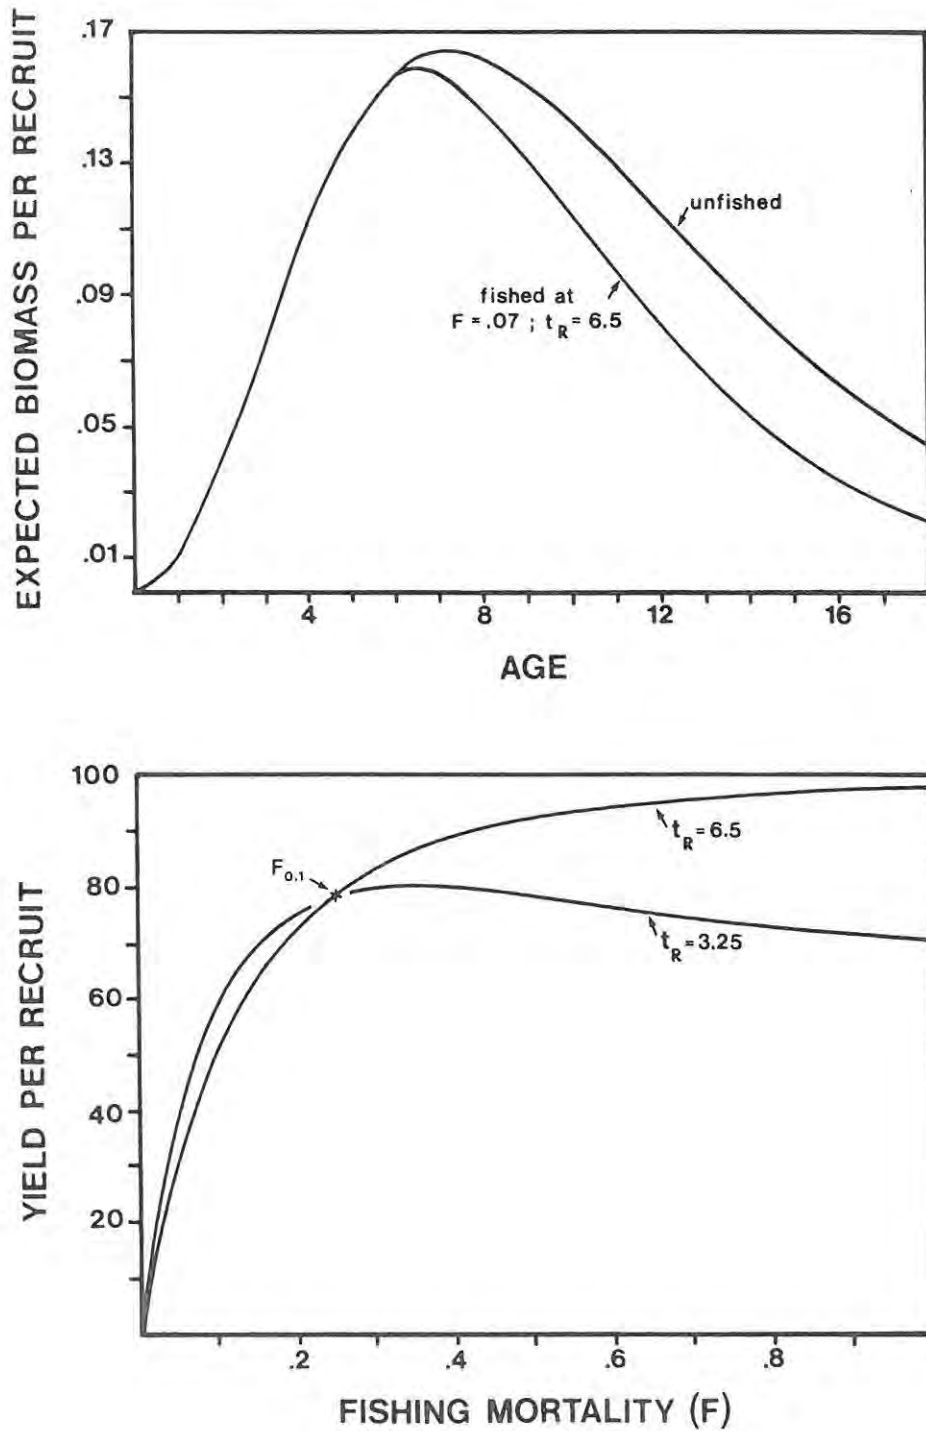 EXPECTED BIOMASS PER RECRUIT
.17
.13
.09
.05
.01
unfished
fished at
F = .07 ; tR = 6.5
4
8
12
16
AGE
YIELD PER RECRUIT
100
80
60
40
20
F0.1
tR = 6.5
tR = 3.25
.2
.4
.6
.8
FISHING MORTALITY (F)